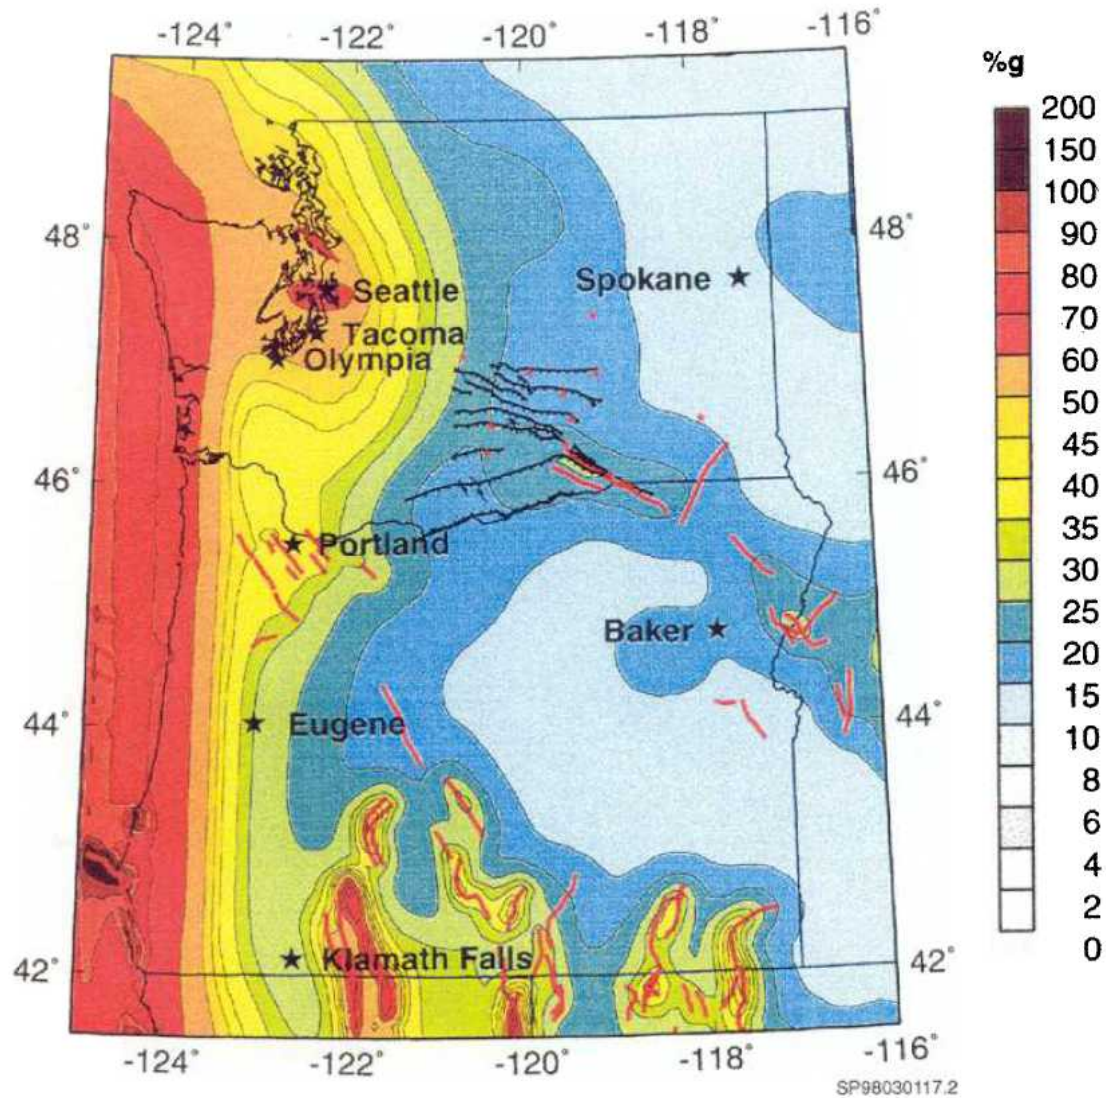 -124° -122° -120° -118° -116°
%g
200
150
100
90
80
70
60
50
45
40
35
30
25
20
15
10
8
6
4
2
0
48° 48°
Spokane
Seattle
Tacoma
Olympia
46° 46°
Portland
Baker
44° 44°
Eugene
Klamath Falls
42° 42°
-124° -122° -120° -118° -116°
SP98030117.2